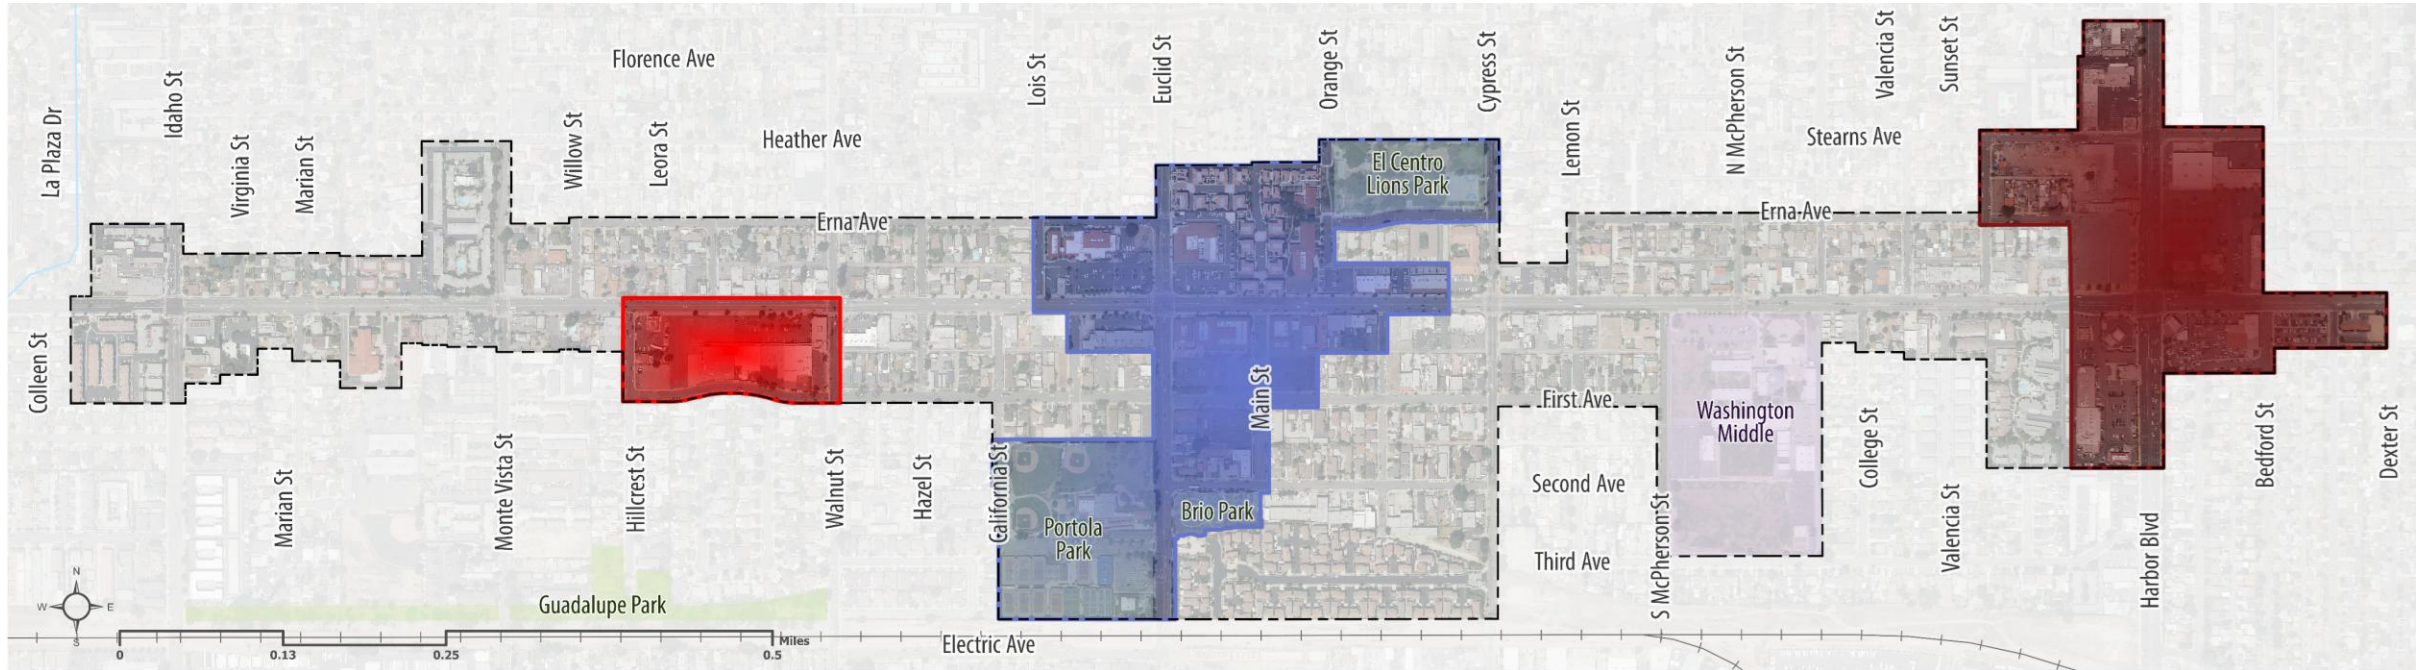 Florence Ave
Heather Ave
Stearns Ave
La Plaza Dr
Idaho St
Virginia St
Marian St
Willow St
Leora St
Lois St
Euclid St
Orange St
Cypress St
Lemon St
N McPherson St
Valencia St
Sunset St
El Centro
Lions Park
Erna Ave
Erna Ave
Colleen St
Marian St
Monte Vista St
Hillcrest St
Walnut St
Hazel St
California St
Main St
First Ave
Second Ave
Third Ave
Washington
Middle
S McPherson St
College St
Valencia St
Harbor Blvd
Bedford St
Dexter St
Portola
Park
Brio Park
Guadalupe Park
Electric Ave
N
W
E
S
0
0.13
0.25
0.5
Miles